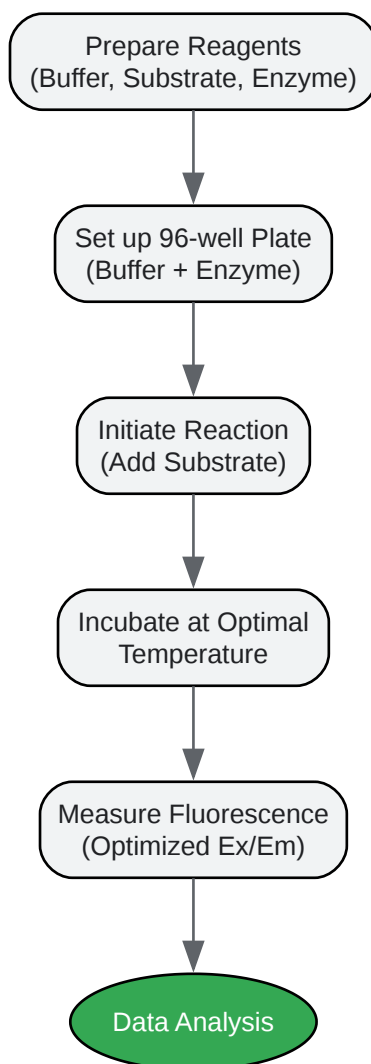 Prepare Reagents
(Buffer, Substrate, Enzyme)
Set up 96-well Plate
(Buffer + Enzyme)
Initiate Reaction
(Add Substrate)
Incubate at Optimal
Temperature
Measure Fluorescence
(Optimized Ex/Em)
Data Analysis